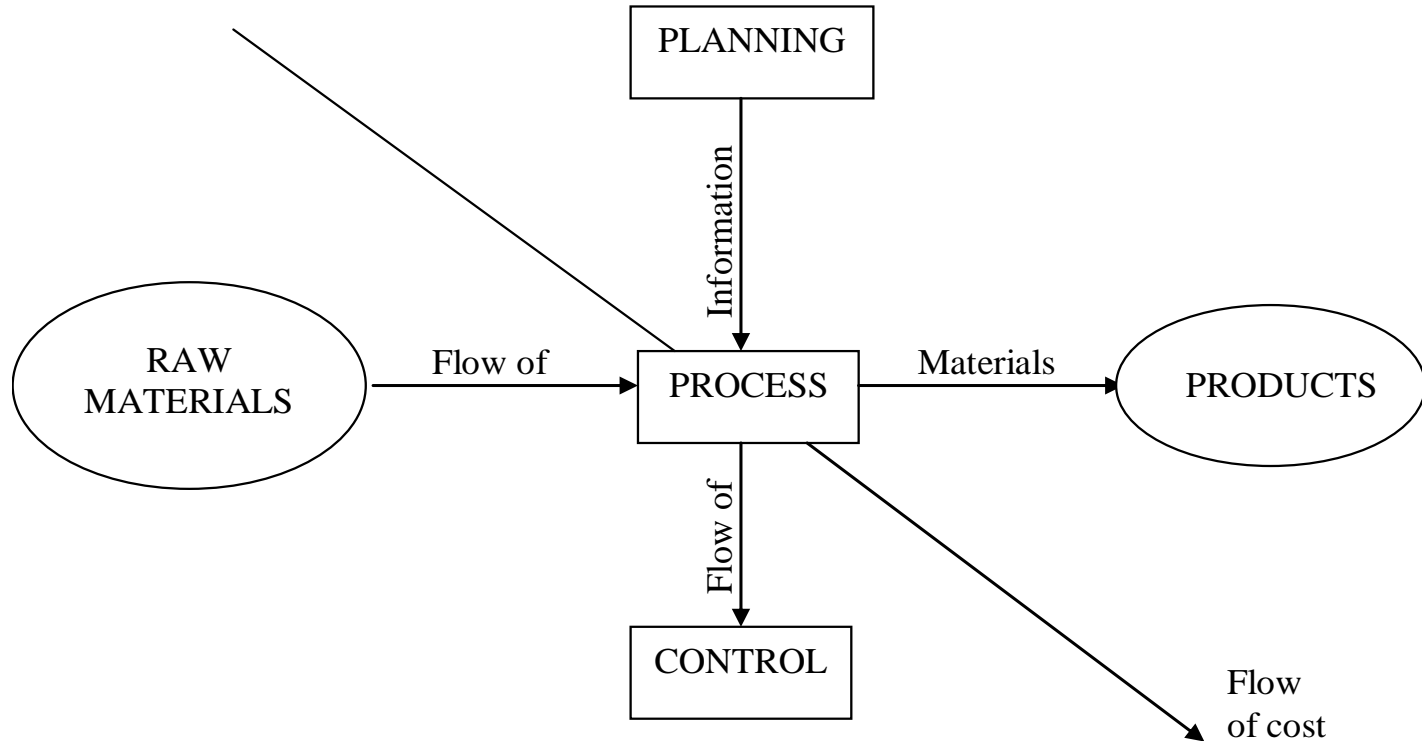 PLANNING
Information
RAW
MATERIALS
Flow of
PROCESS
Materials
PRODUCTS
Flow of
CONTROL
Flow
of cost